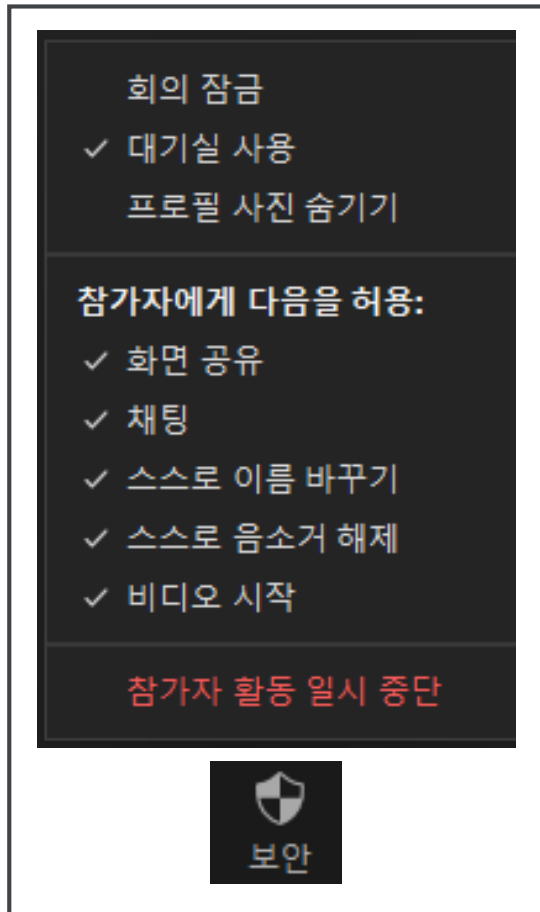 회의 잠금
대기실 사용
프로필 사진 숨기기
참가자에게 다음을 허용:
화면 공유
채팅
스스로 이름 바꾸기
스스로 음소거 해제
비디오 시작
참가자 활동 일시 중단
보안